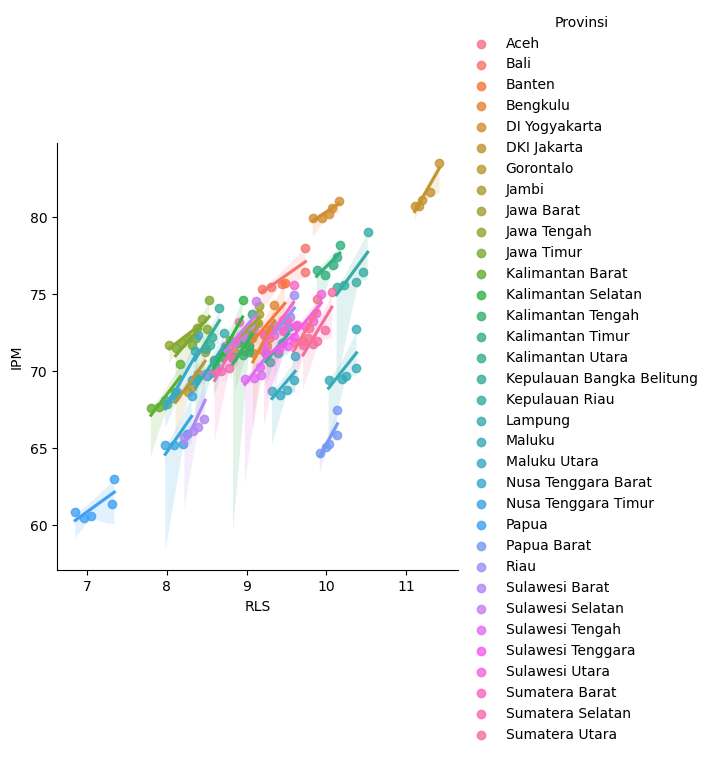 Provinsi
Aceh
Bali
Banten
Bengkulu
DI Yogyakarta
DKI Jakarta
Gorontalo
Jambi
Jawa Barat
Jawa Tengah
Jawa Timur
Kalimantan Barat
Kalimantan Selatan
Kalimantan Tengah
Kalimantan Timur
Kalimantan Utara
Kepulauan Bangka Belitung
Kepulauan Riau
Lampung
Maluku
Maluku Utara
Nusa Tenggara Barat
Nusa Tenggara Timur
Papua
Papua Barat
Riau
Sulawesi Barat
Sulawesi Selatan
Sulawesi Tengah
Sulawesi Tenggara
Sulawesi Utara
Sumatera Barat
Sumatera Selatan
Sumatera Utara
IPM
80
75
70
65
60
7 8 9 10 11
RLS